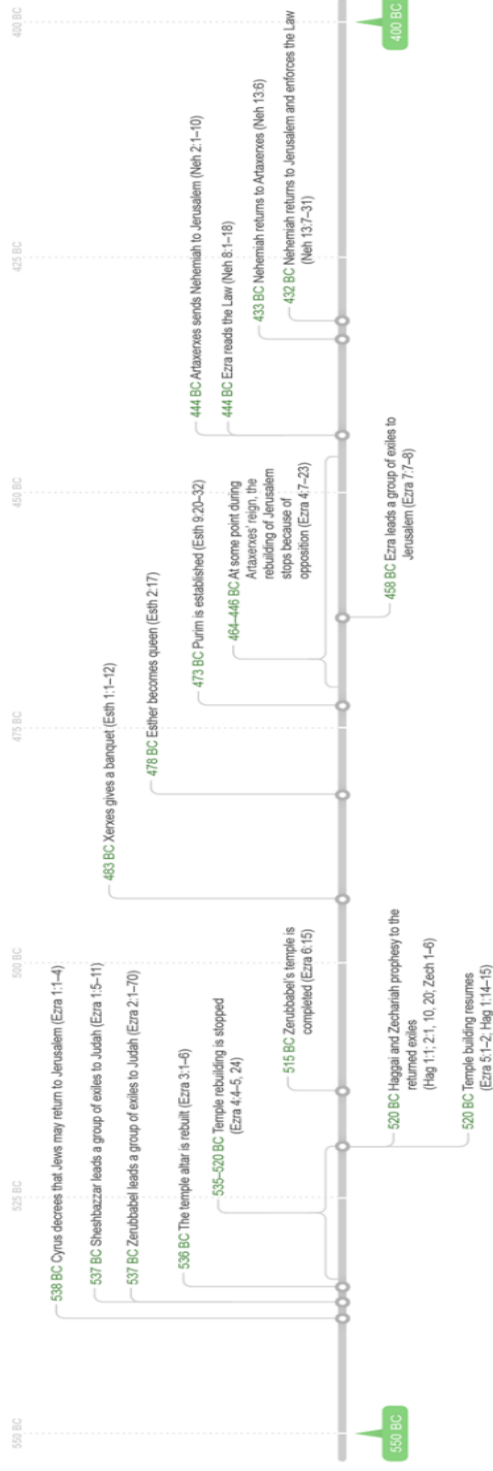 550 BC
525 BC
500 BC
475 BC
450 BC
425 BC
400 BC
538 BC Cyrus decrees that Jews may return to Jerusalem (Ezra 1:1–4)
537 BC Sheshbazzar leads a group of exiles to Judah (Ezra 1:5–11)
537 BC Zerubbabel leads a group of exiles to Judah (Ezra 2:1–70)
536 BC The temple altar is rebuilt (Ezra 3:1–6)
535–520 BC Temple rebuilding is stopped
(Ezra 4:4–5, 24)
515 BC Zerubbabel's temple is
completed (Ezra 6:15)
483 BC Xerxes gives a banquet (Esth 1:1–12)
478 BC Esther becomes queen (Esth 2:17)
473 BC Purim is established (Esth 9:20–32)
464–446 BC At some point during
Artaxerxes' reign, the
rebuilding of Jerusalem
stops because of
opposition (Ezra 4:7–23)
444 BC Artaxerxes sends Nehemiah to Jerusalem (Neh 2:1–10)
444 BC Ezra reads the Law (Neh 8:1–18)
433 BC Nehemiah returns to Artaxerxes (Neh 13:6)
432 BC Nehemiah returns to Jerusalem and enforces the Law
(Neh 13:7–31)
550 BC
520 BC Haggai and Zechariah prophesy to the
returned exiles
(Hag 1:1; 2:1, 10, 20; Zech 1–6)
520 BC Temple building resumes
(Ezra 5:1–2, Hag 1:14–15)
458 BC Ezra leads a group of exiles to
Jerusalem (Ezra 7:7–8)
400 BC